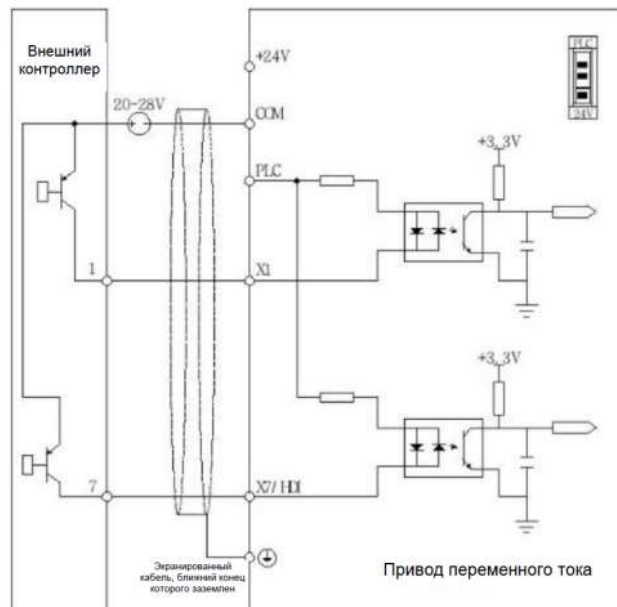 Внешний
контроллер
20-28V
+24V
COM
PLC
PLC
24V
+3,3V
1
X1
+3,3V
7
X7/HDI
Экранированный
кабель, ближний конец
которого заземлен
Привод переменного тока